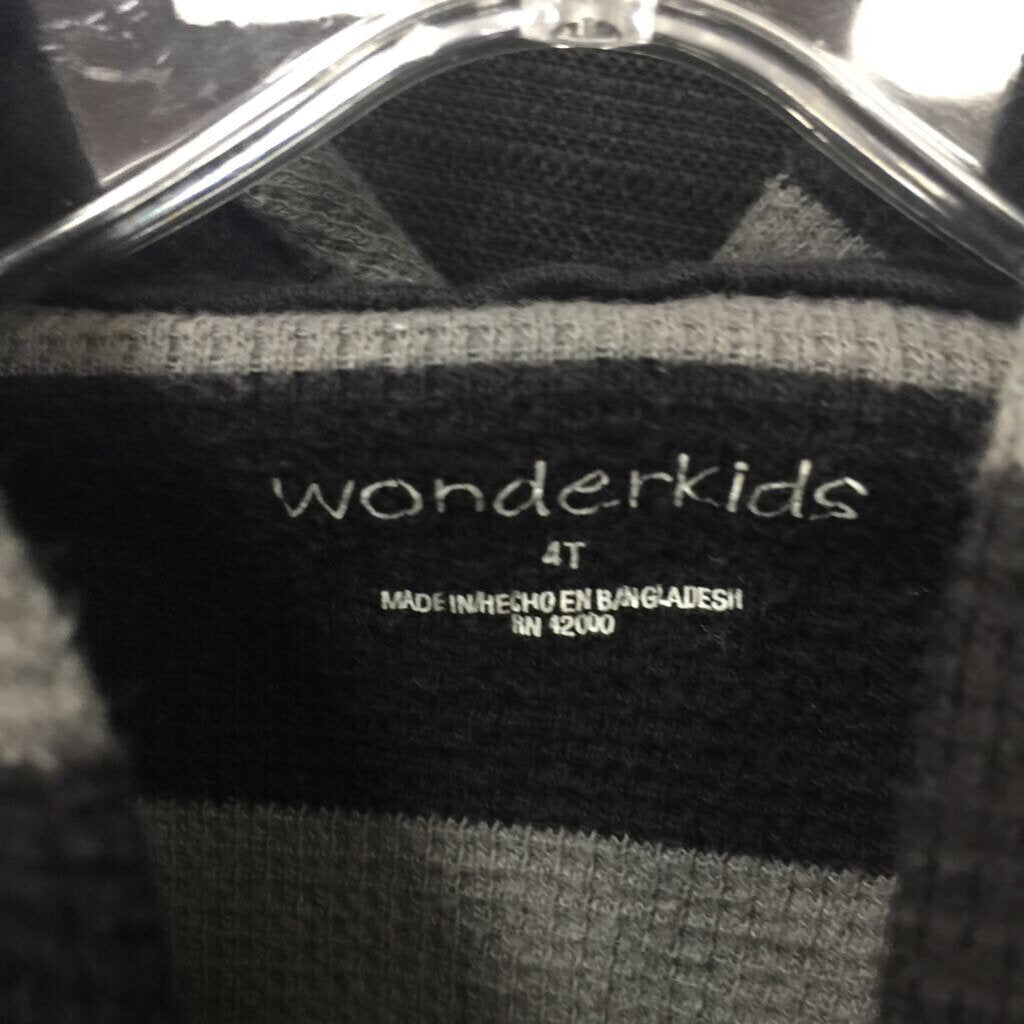 wonderkids
4T
MADE IN/HECHO EN BANGLADESH
RN 42000